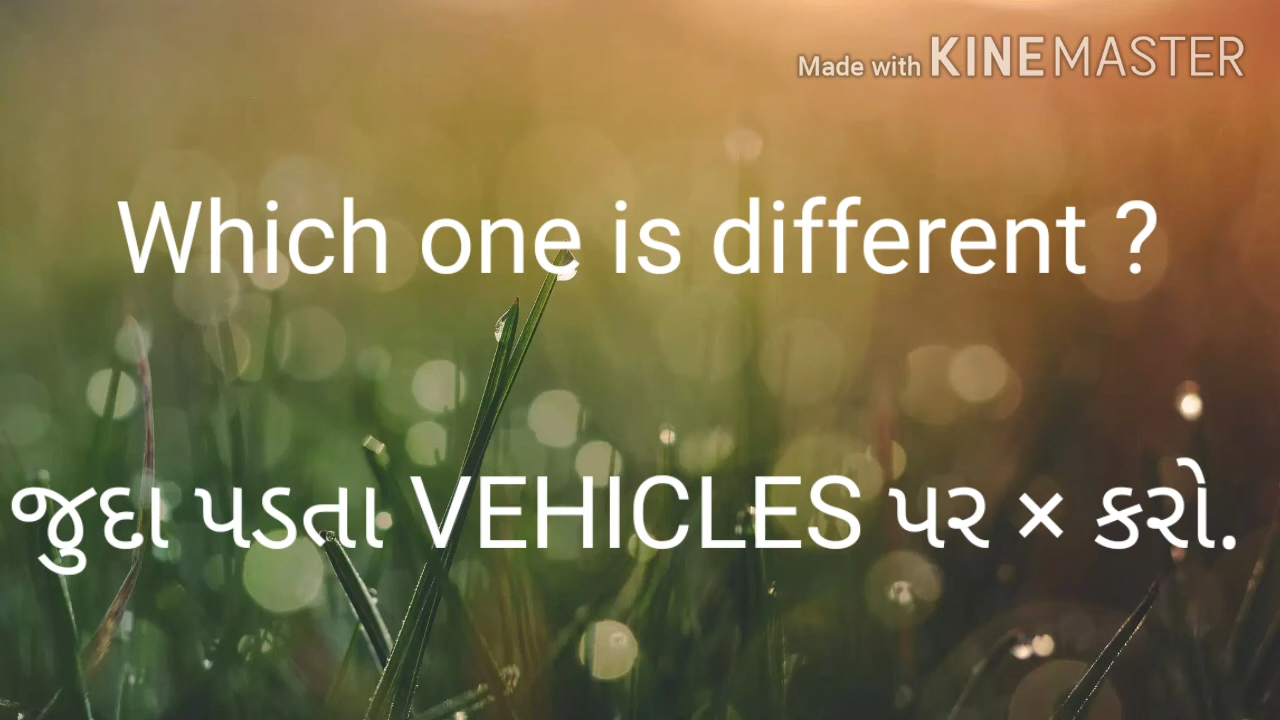 Made with KINEMASTER
Which one is different ?
જુદા પડતા VEHICLES પર × કરો.